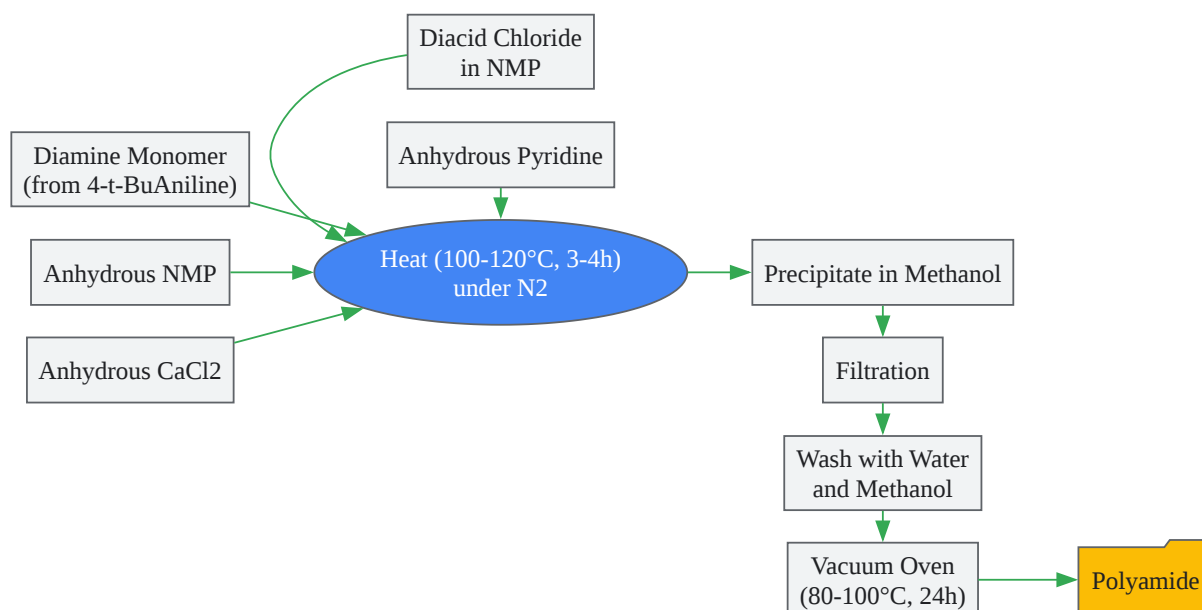 Diacid Chloride
in NMP
Anhydrous Pyridine
Diamine Monomer
(from 4-t-BuAniline)
Anhydrous NMP
Anhydrous CaCl2
Heat (100-120°C, 3-4h)
under N2
Precipitate in Methanol
Filtration
Wash with Water
and Methanol
Vacuum Oven
(80-100°C, 24h)
Polyamide